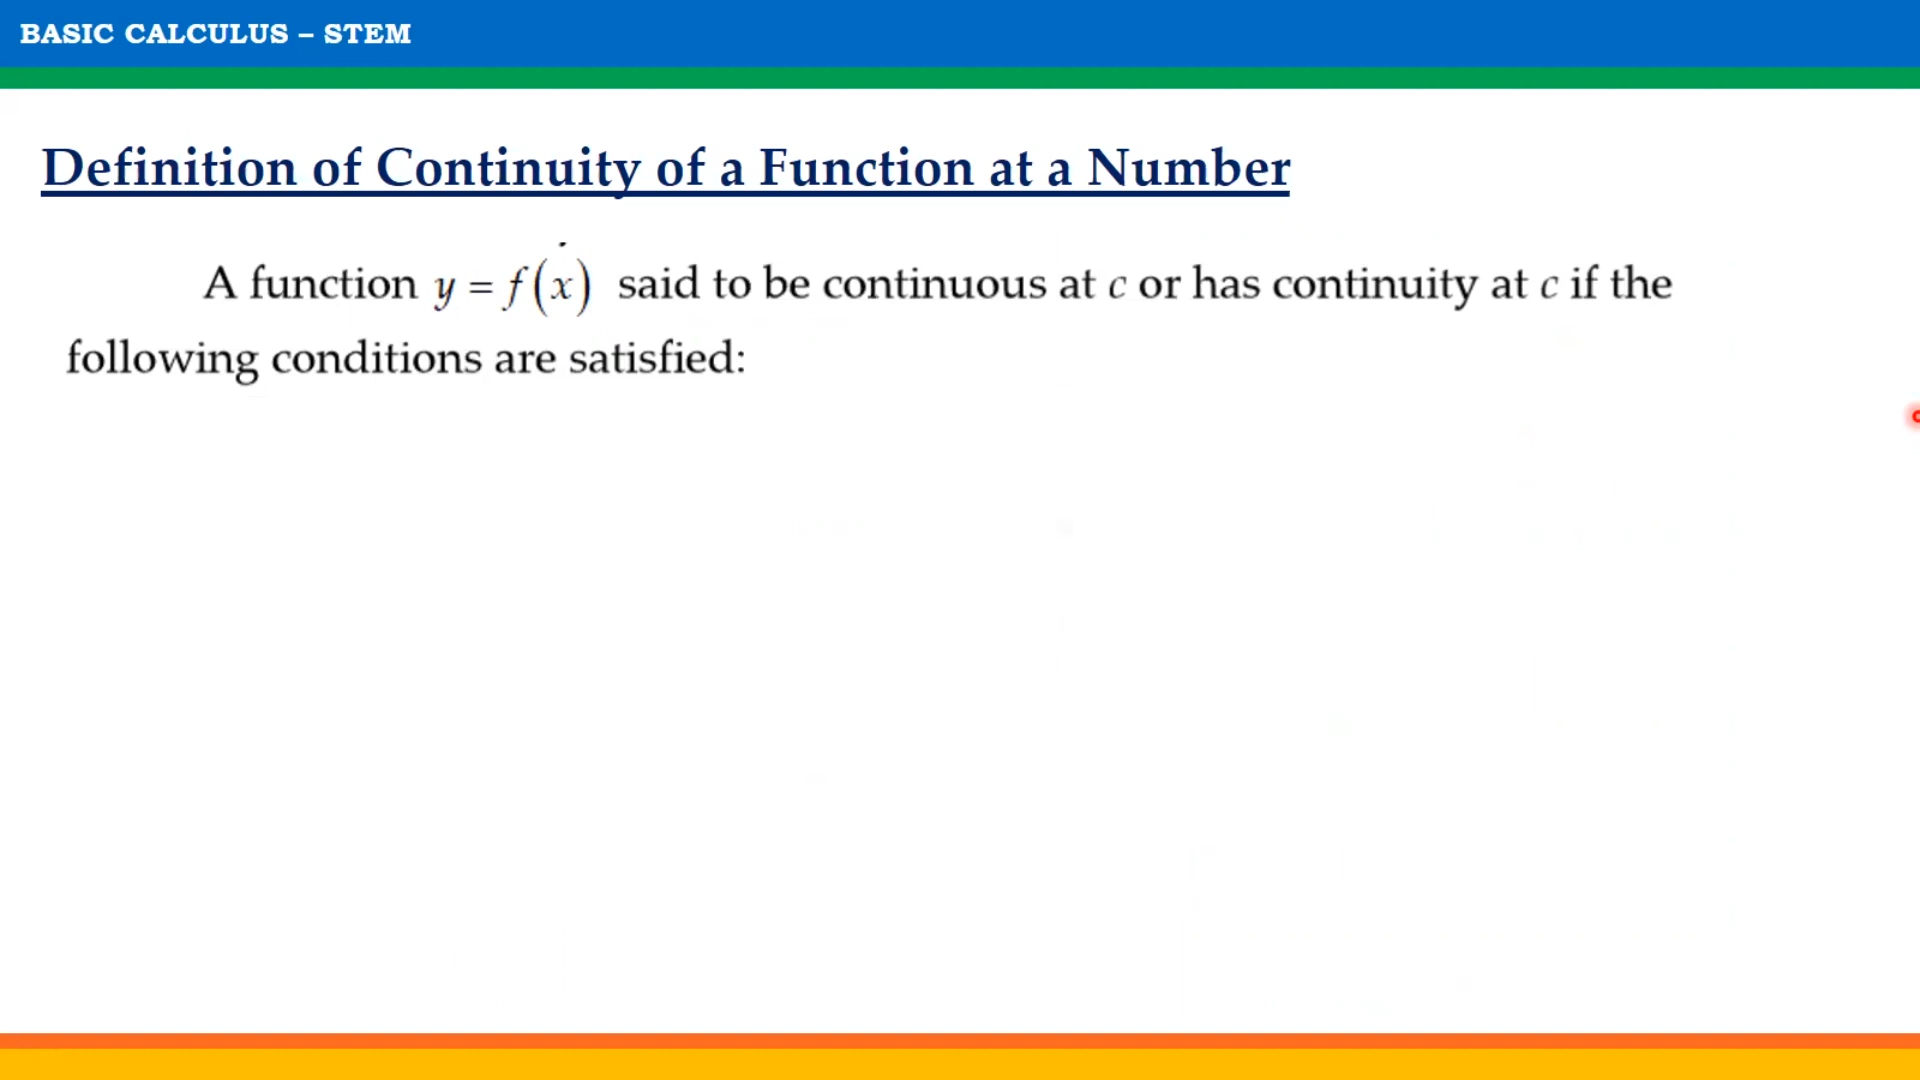 BASIC CALCULUS – STEM
Definition of Continuity of a Function at a Number
A function y = f(x) said to be continuous at c or has continuity at c if the
following conditions are satisfied: